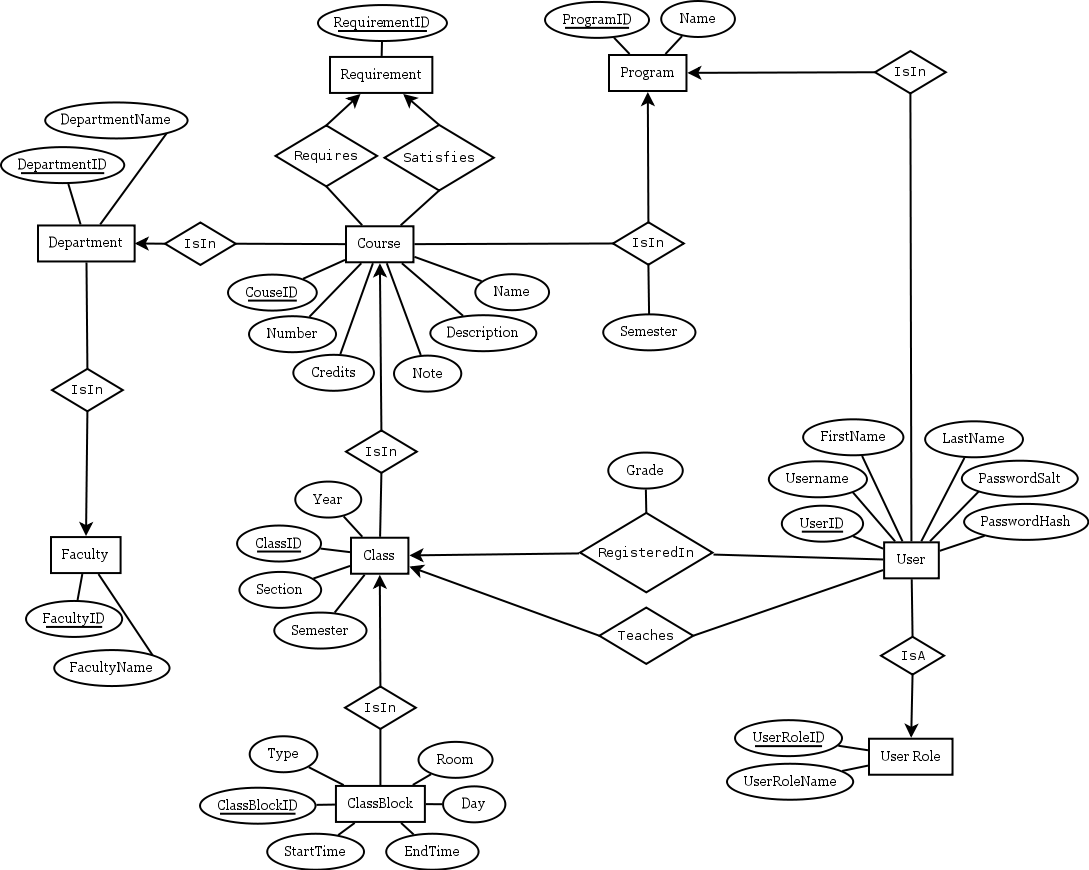 RequirementID
ProgramID
Name
Requirement
Program
IsIn
DepartmentName
DepartmentID
Requires
Satisfies
Department
IsIn
Course
IsIn
CouseID
Name
Number
Description
Semester
Credits
Note
IsIn
FirstName
LastName
IsIn
Grade
Username
PasswordSalt
Year
UserID
PasswordHash
ClassID
Faculty
Class
RegisteredIn
User
Section
FacultyID
Semester
Teaches
FacultyName
IsA
IsIn
UserRoleID
Type
Room
User Role
UserRoleName
ClassBlockID
ClassBlock
Day
StartTime
EndTime